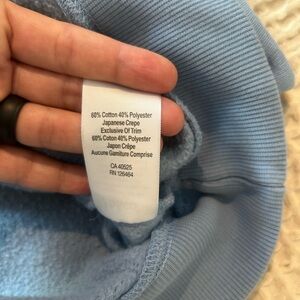 60% Cotton 40% Polyester
Japanese Crepe
Exclusive Of Trim
60% Coton 40% Polyester
Japon Crêpe
Aucune Garniture Comprise
CA 40525
RN 126464